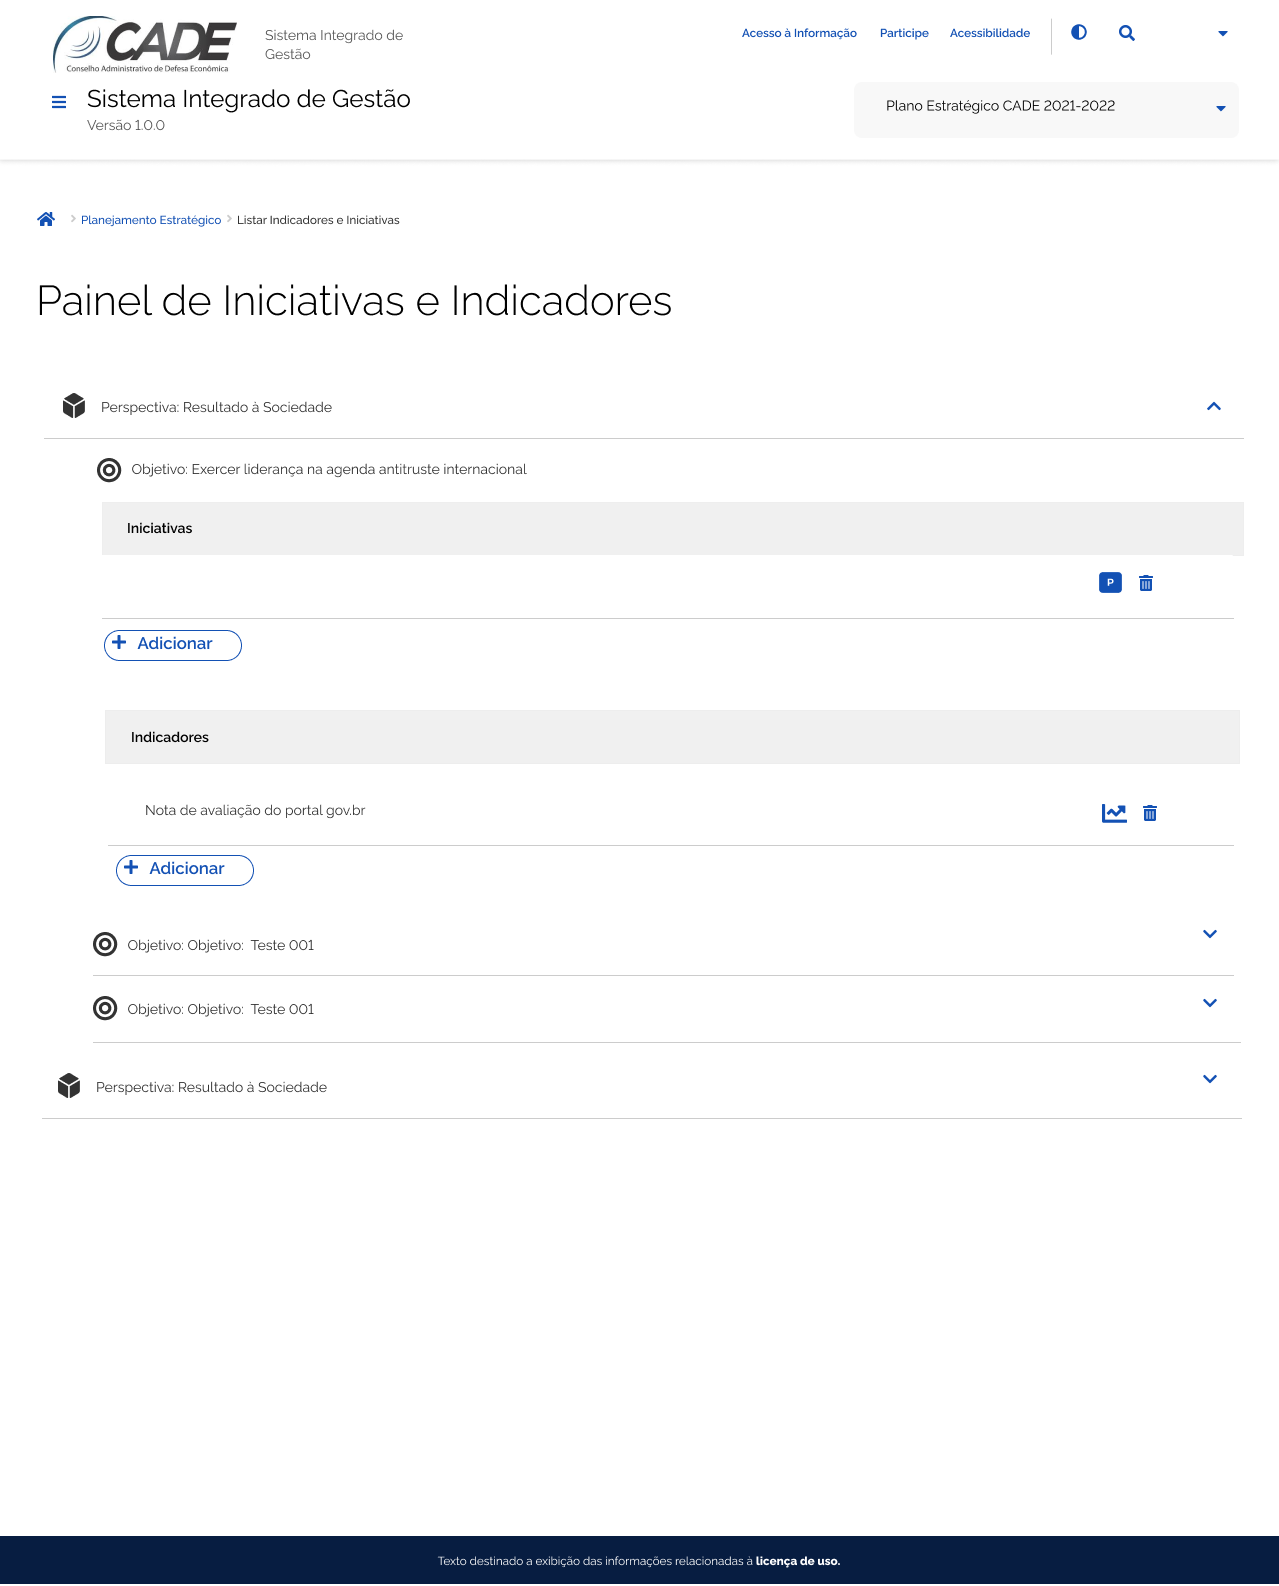 CADE
Conselho Administrativo de Defesa Econômica
Sistema Integrado de
Gestão
Acesso à Informação
Participe
Acessibilidade
Sistema Integrado de Gestão
Versão 1.0.0
Plano Estratégico CADE 2021-2022
Planejamento Estratégico
Listar Indicadores e Iniciativas
Painel de Iniciativas e Indicadores
Perspectiva: Resultado à Sociedade
Objetivo: Exercer liderança na agenda antitruste internacional
Iniciativas
P
Adicionar
Indicadores
Nota de avaliação do portal gov.br
Adicionar
Objetivo: Objetivo: Teste 001
Objetivo: Objetivo: Teste 001
Perspectiva: Resultado à Sociedade
Texto destinado a exibição das informações relacionadas à licença de uso.